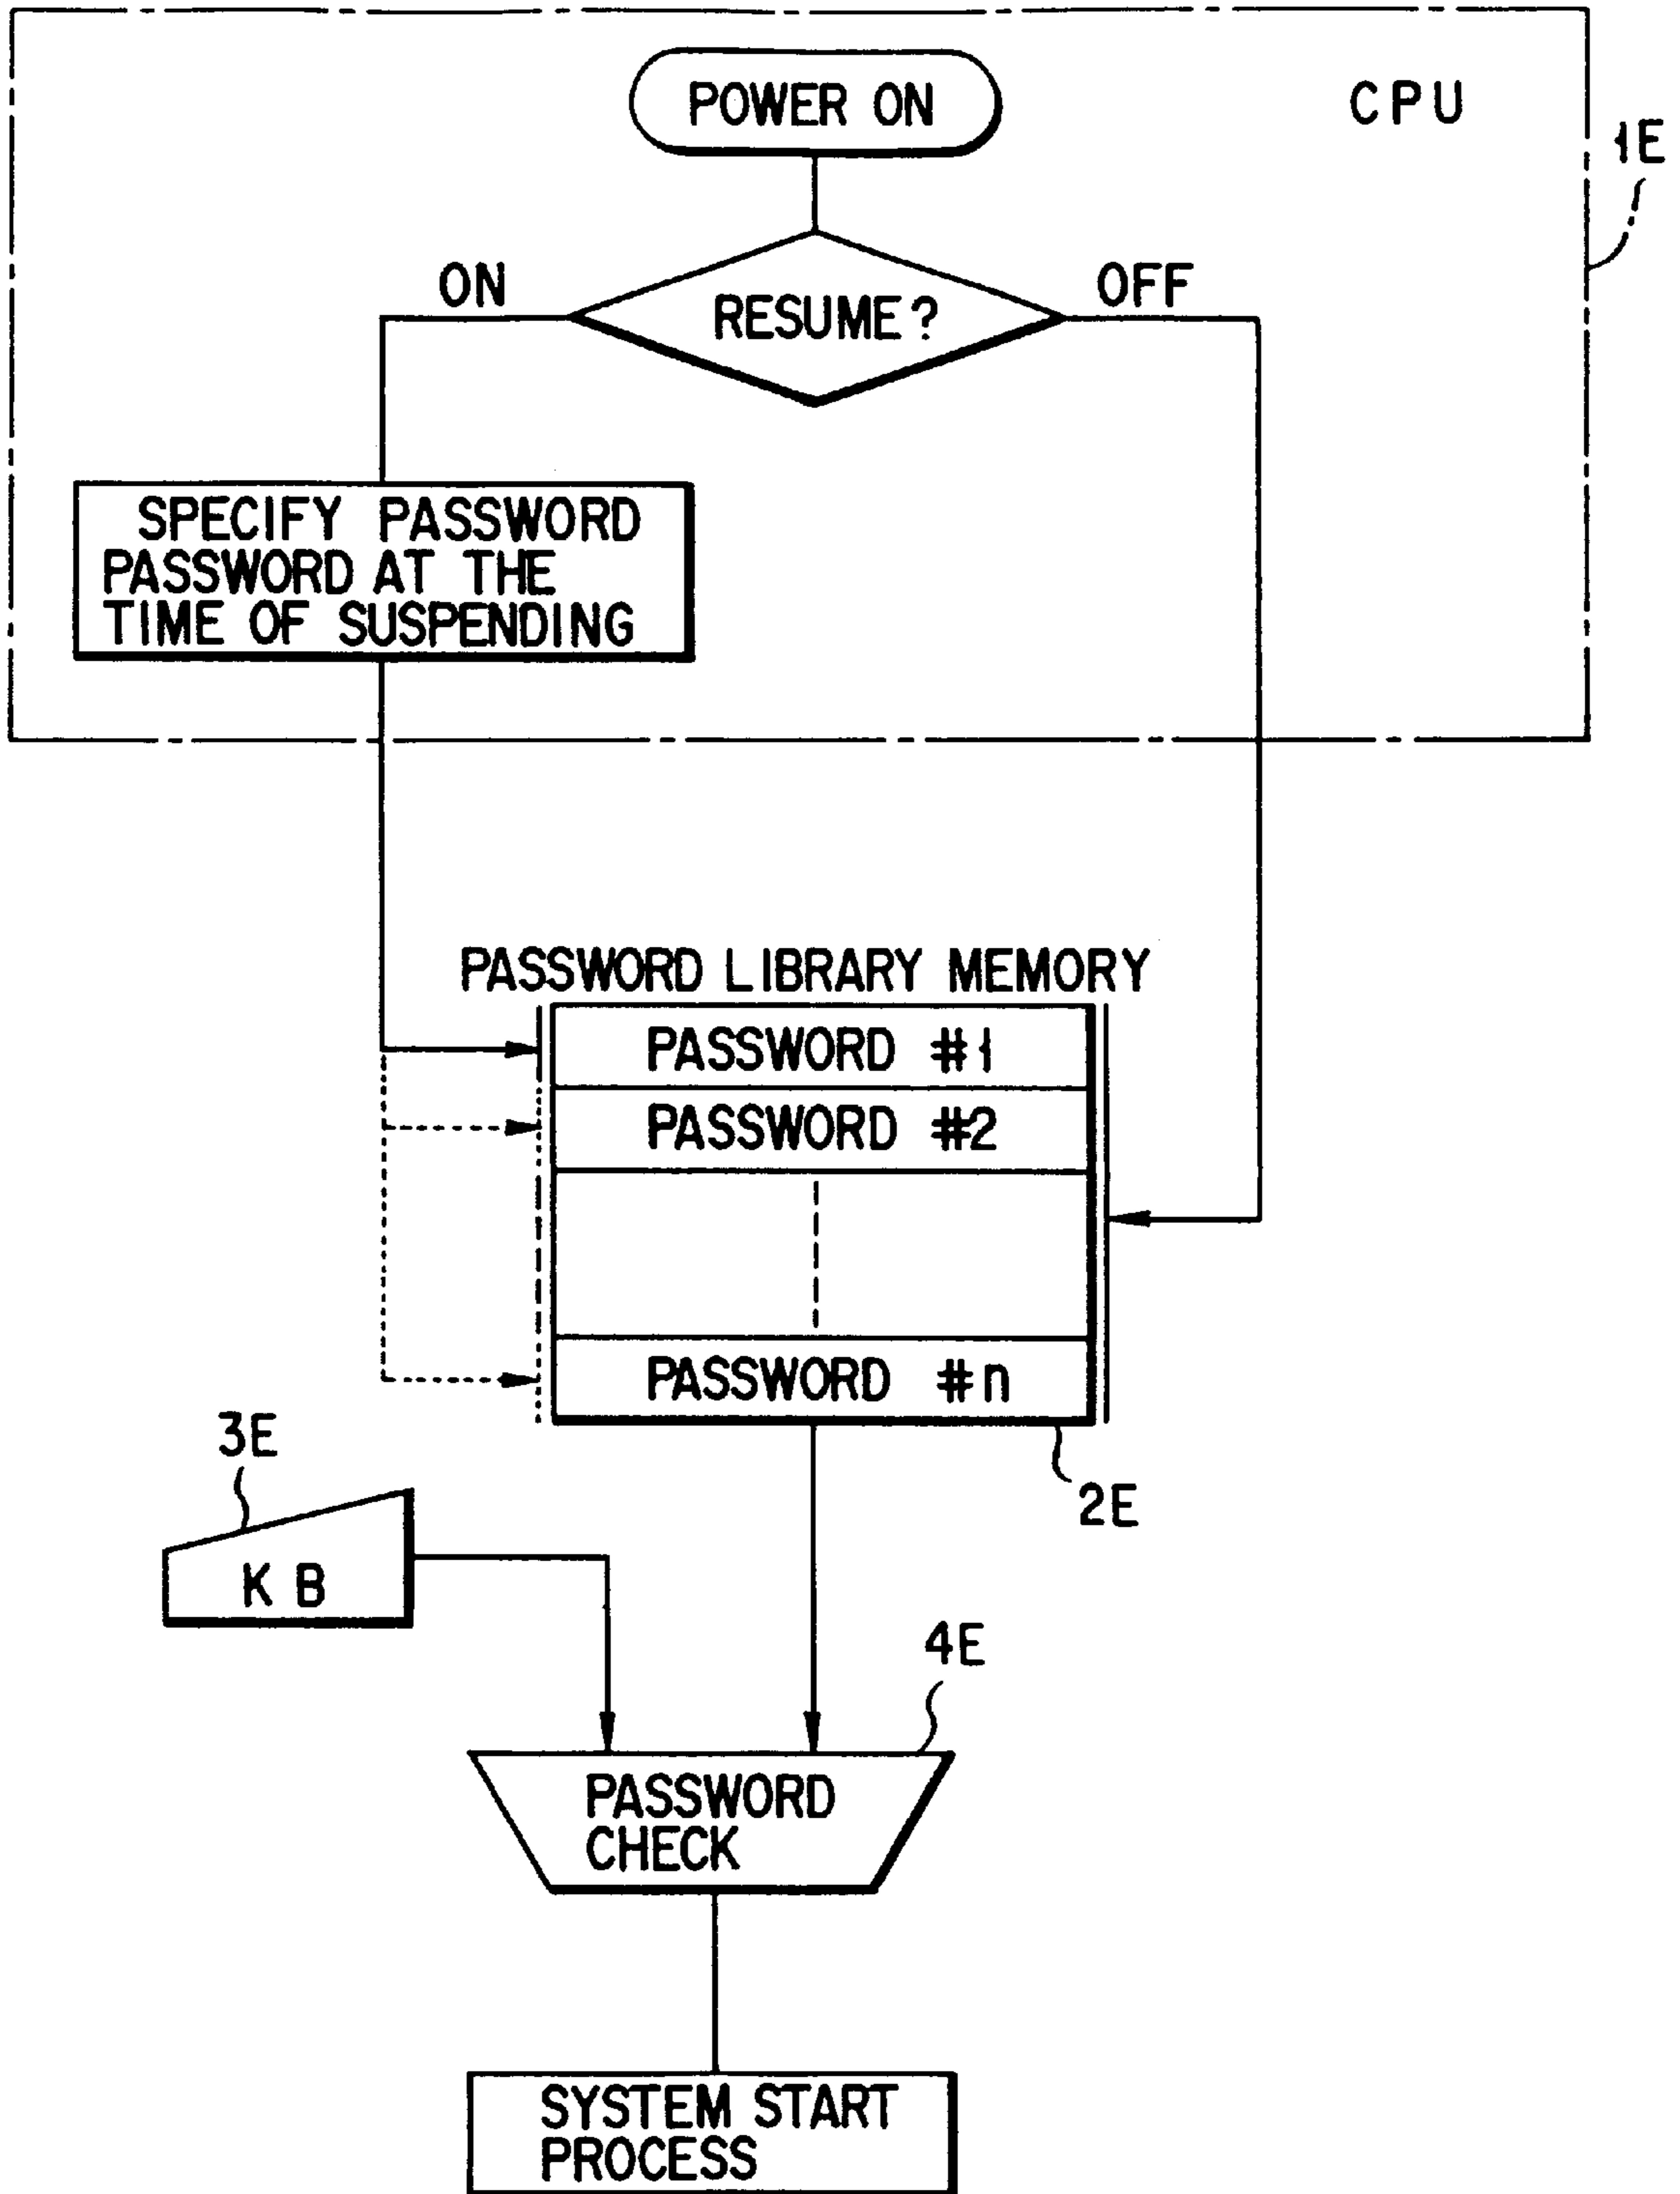 POWER ON
CPU
1E
ON
RESUME?
OFF
SPECIFY PASSWORD
PASSWORD AT THE
TIME OF SUSPENDING
PASSWORD LIBRARY MEMORY
PASSWORD #1
PASSWORD #2
PASSWORD #n
2E
3E
KB
4E
PASSWORD
CHECK
SYSTEM START
PROCESS